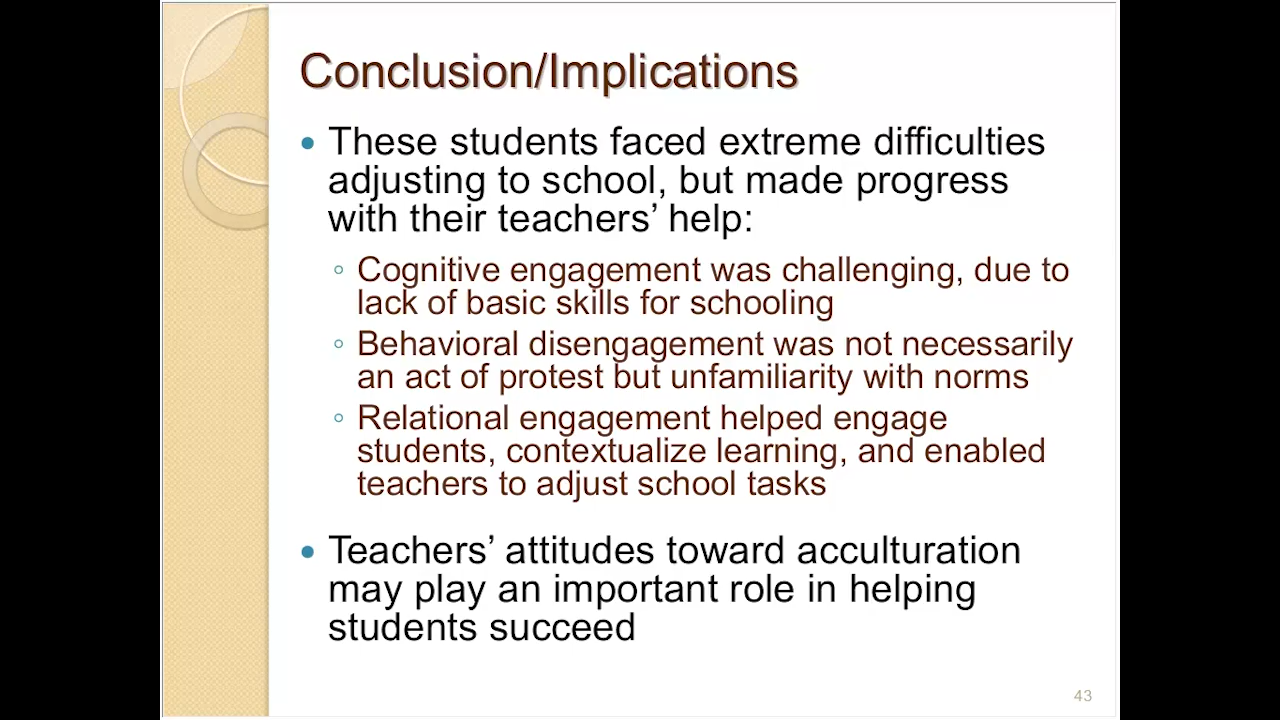 Conclusion/Implications
• These students faced extreme difficulties
adjusting to school, but made progress
with their teachers’ help:
◦ Cognitive engagement was challenging, due to
lack of basic skills for schooling
◦ Behavioral disengagement was not necessarily
an act of protest but unfamiliarity with norms
◦ Relational engagement helped engage
students, contextualize learning, and enabled
teachers to adjust school tasks
• Teachers’ attitudes toward acculturation
may play an important role in helping
students succeed
43